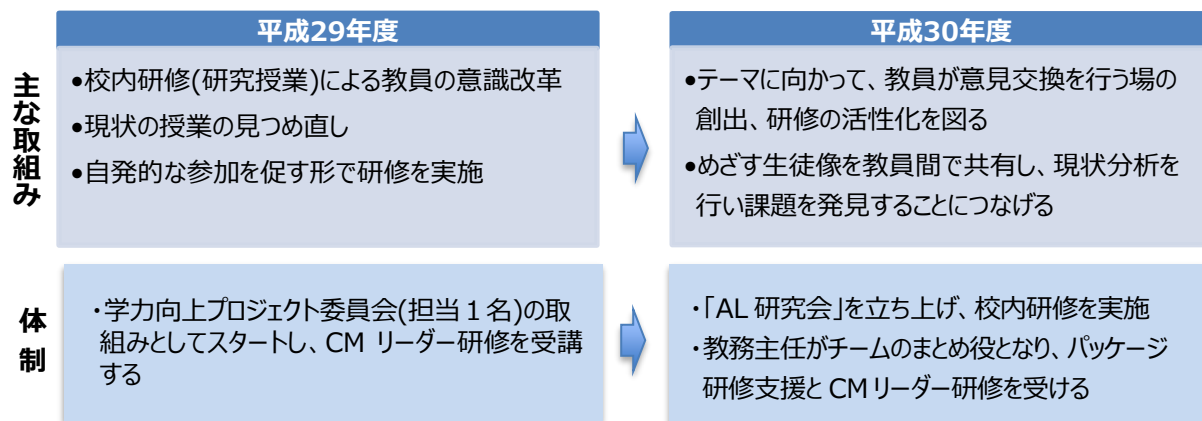 平成29年度
平成30年度
主な取組み
●校内研修(研究授業)による教員の意識改革
●現状の授業の見つめ直し
●自発的な参加を促す形で研修を実施
●テーマに向かって、教員が意見交換を行う場の
創出、研修の活性化を図る
●めざす生徒像を教員間で共有し、現状分析を
行い課題を発見することにつなげる
体制
・学力向上プロジェクト委員会(担当１名)の取
組みとしてスタートし、CM リーダー研修を受講
する
・「AL 研究会」を立ち上げ、校内研修を実施
・教務主任がチームのまとめ役となり、パッケージ
研修支援と CM リーダー研修を受ける